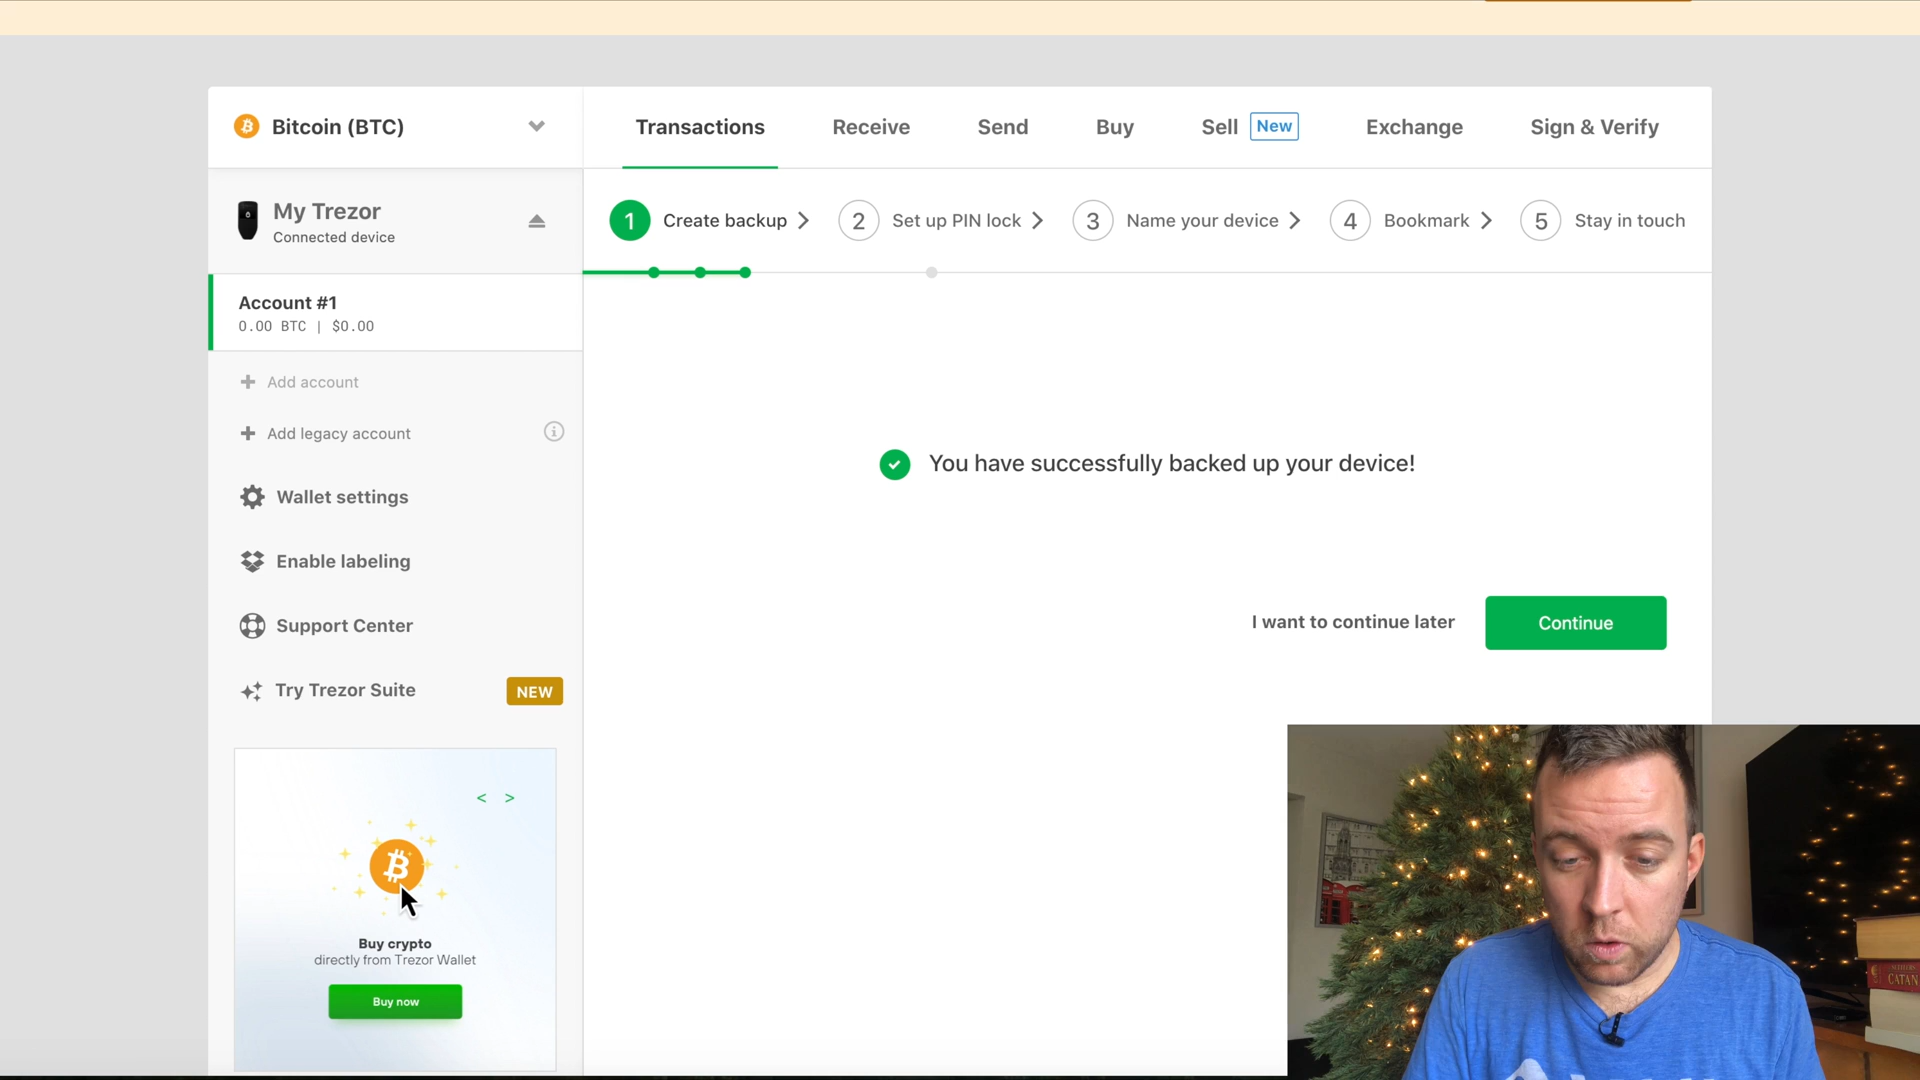 Bitcoin (BTC)
Transactions
Receive
Send
Buy
Sell
New
Exchange
Sign & Verify
My Trezor
Connected device
1 Create backup
2 Set up PIN lock
3 Name your device
4 Bookmark
5 Stay in touch
Account #1
0.00 BTC | $0.00
Add account
Add legacy account
Wallet settings
Enable labeling
Support Center
Try Trezor Suite
NEW
You have successfully backed up your device!
I want to continue later
Continue
< >
Buy crypto
directly from Trezor Wallet
Buy now
CATAN